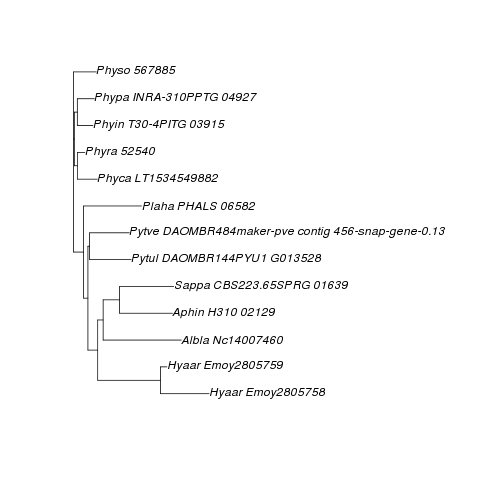 Physo 567885
Phypa INRA-310PPTG 04927
Phyin T30-4PITG 03915
Phyra 52540
Phyca LT1534549882
Plaha PHALS 06582
Pytve DAOMBR484maker-pve contig 456-snap-gene-0.13
Pytul DAOMBR144PYU1 G013528
Sappa CBS223.65SPRG 01639
Aphin H310 02129
Albla Nc14007460
Hyaar Emoy2805759
Hyaar Emoy2805758